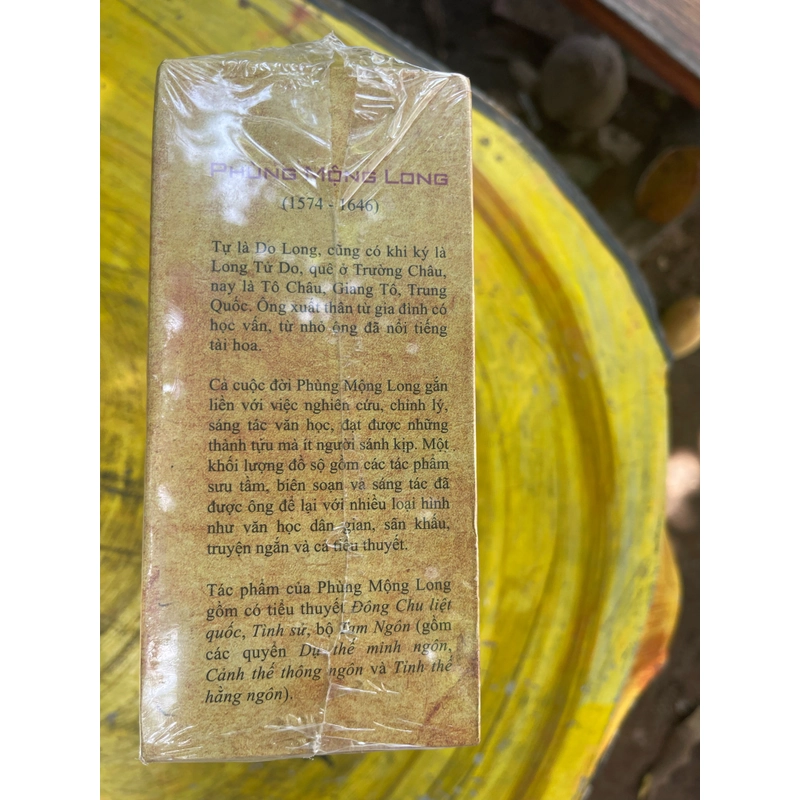 PHÙNG MỘNG LONG
(1574 - 1646)
Tự là Do Long, cũng có khi ký là
Long Tử Do, quê ở Trường Châu,
nay là Tô Châu, Giang Tô, Trung
Quốc. Ông xuất thân từ gia đình có
học vấn, từ nhỏ ông đã nổi tiếng
tài hoa.
Cả cuộc đời Phùng Mộng Long gắn
liền với việc nghiên cứu, chỉnh lý,
sáng tác văn học, đạt được những
thành tựu mà ít người sánh kịp. Một
khối lượng đồ sộ gồm các tác phẩm
sưu tầm, biên soạn và sáng tác đã
được ông để lại với nhiều loại hình
như văn học dân gian, sân khấu,
truyện ngắn và cả tiểu thuyết.
Tác phẩm của Phùng Mộng Long
gồm có tiểu thuyết Đông Chu liệt
quốc, Tình sử, bộ Tam Ngôn (gồm
các quyển Dụ thế minh ngôn,
Cảnh thế thông ngôn và Tỉnh thế
hằng ngôn).